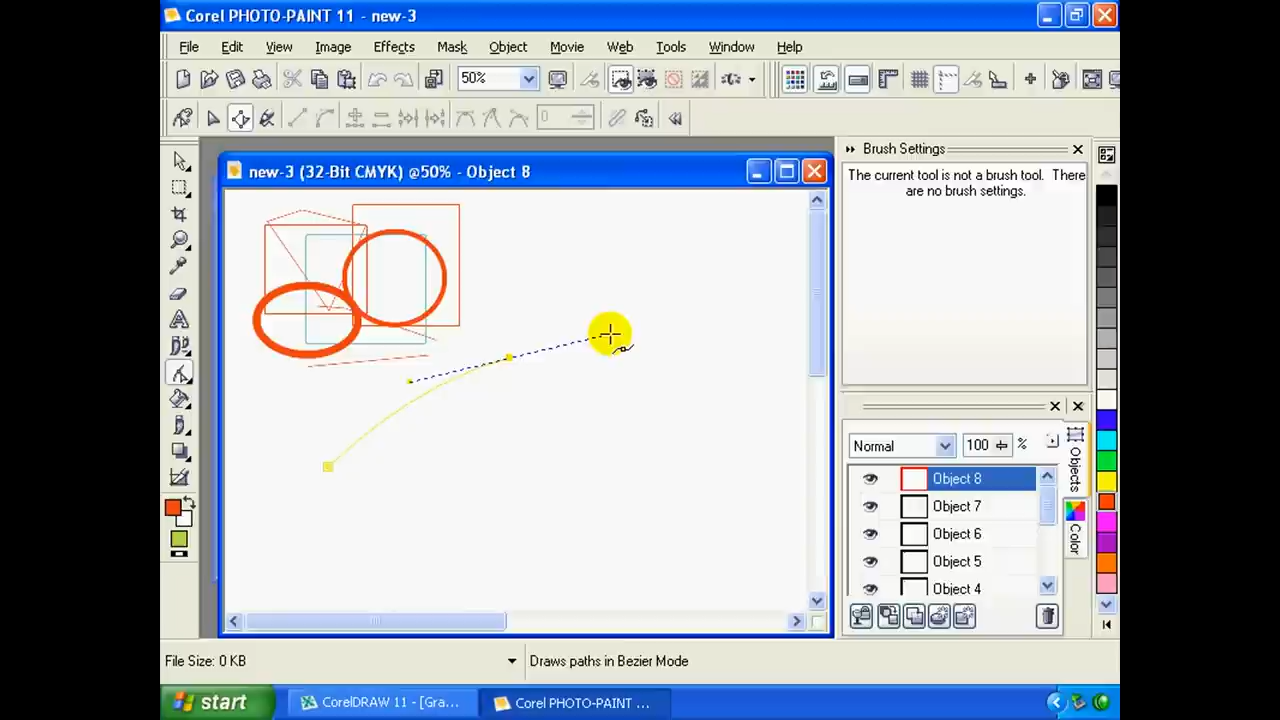 Corel PHOTO-PAINT 11 - new-3
File Edit View Image Effects Mask Object Movie Web Tools Window Help
50%
0
new-3 (32-Bit CMYK) @50% - Object 8
Brush Settings
The current tool is not a brush tool. There
are no brush settings.
Normal
100 %
Object 8
Object 7
Object 6
Object 5
Object 4
Objects
Color
File Size: 0 KB
Draws paths in Bezier Mode
start
CorelDRAW 11 - [Gra...
Corel PHOTO-PAINT ...